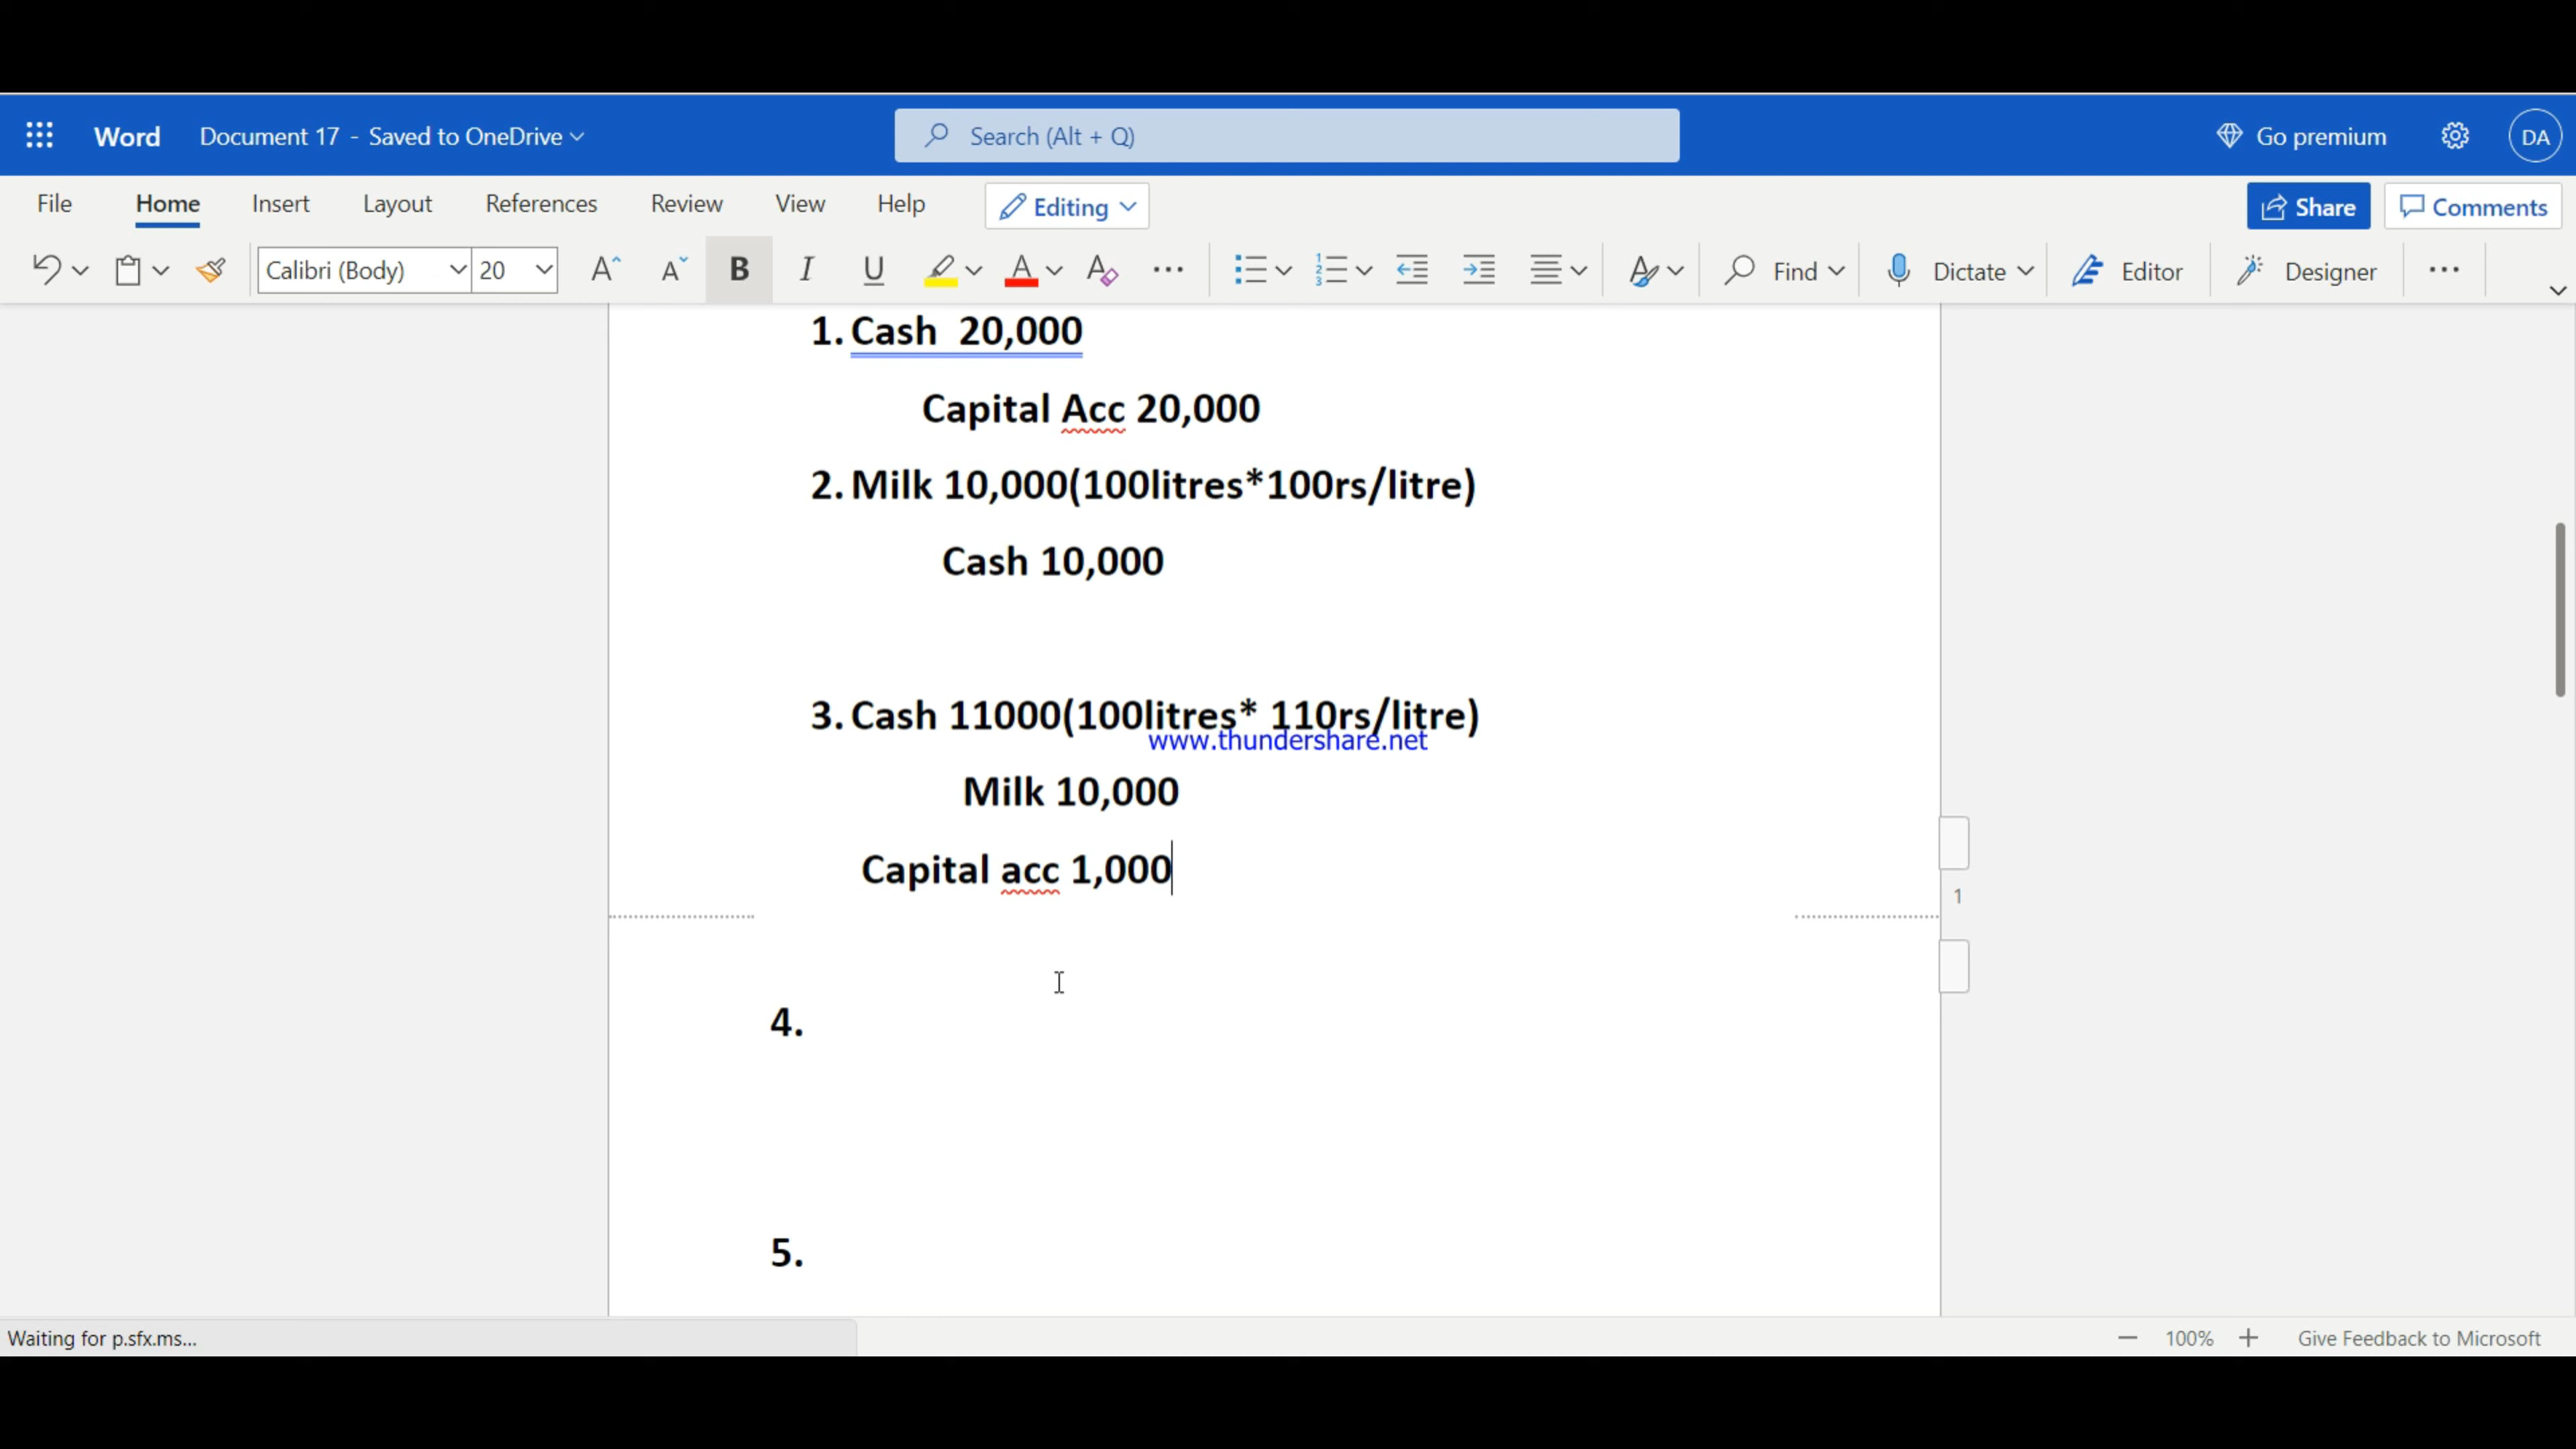 Word Document 17 - Saved to OneDrive Search (Alt + Q) Go premium DA
File Home Insert Layout References Review View Help Editing Share Comments
Calibri (Body) 20 A A B I U A A Find Dictate Editor Designer
1. Cash 20,000
Capital Acc 20,000
2. Milk 10,000(100litres*100rs/litre)
Cash 10,000
3. Cash 11000(100litres* 110rs/litre)
www.thundershare.net
Milk 10,000
Capital acc 1,000
1
4.
5.
Waiting for p.sfx.ms... 100% Give Feedback to Microsoft